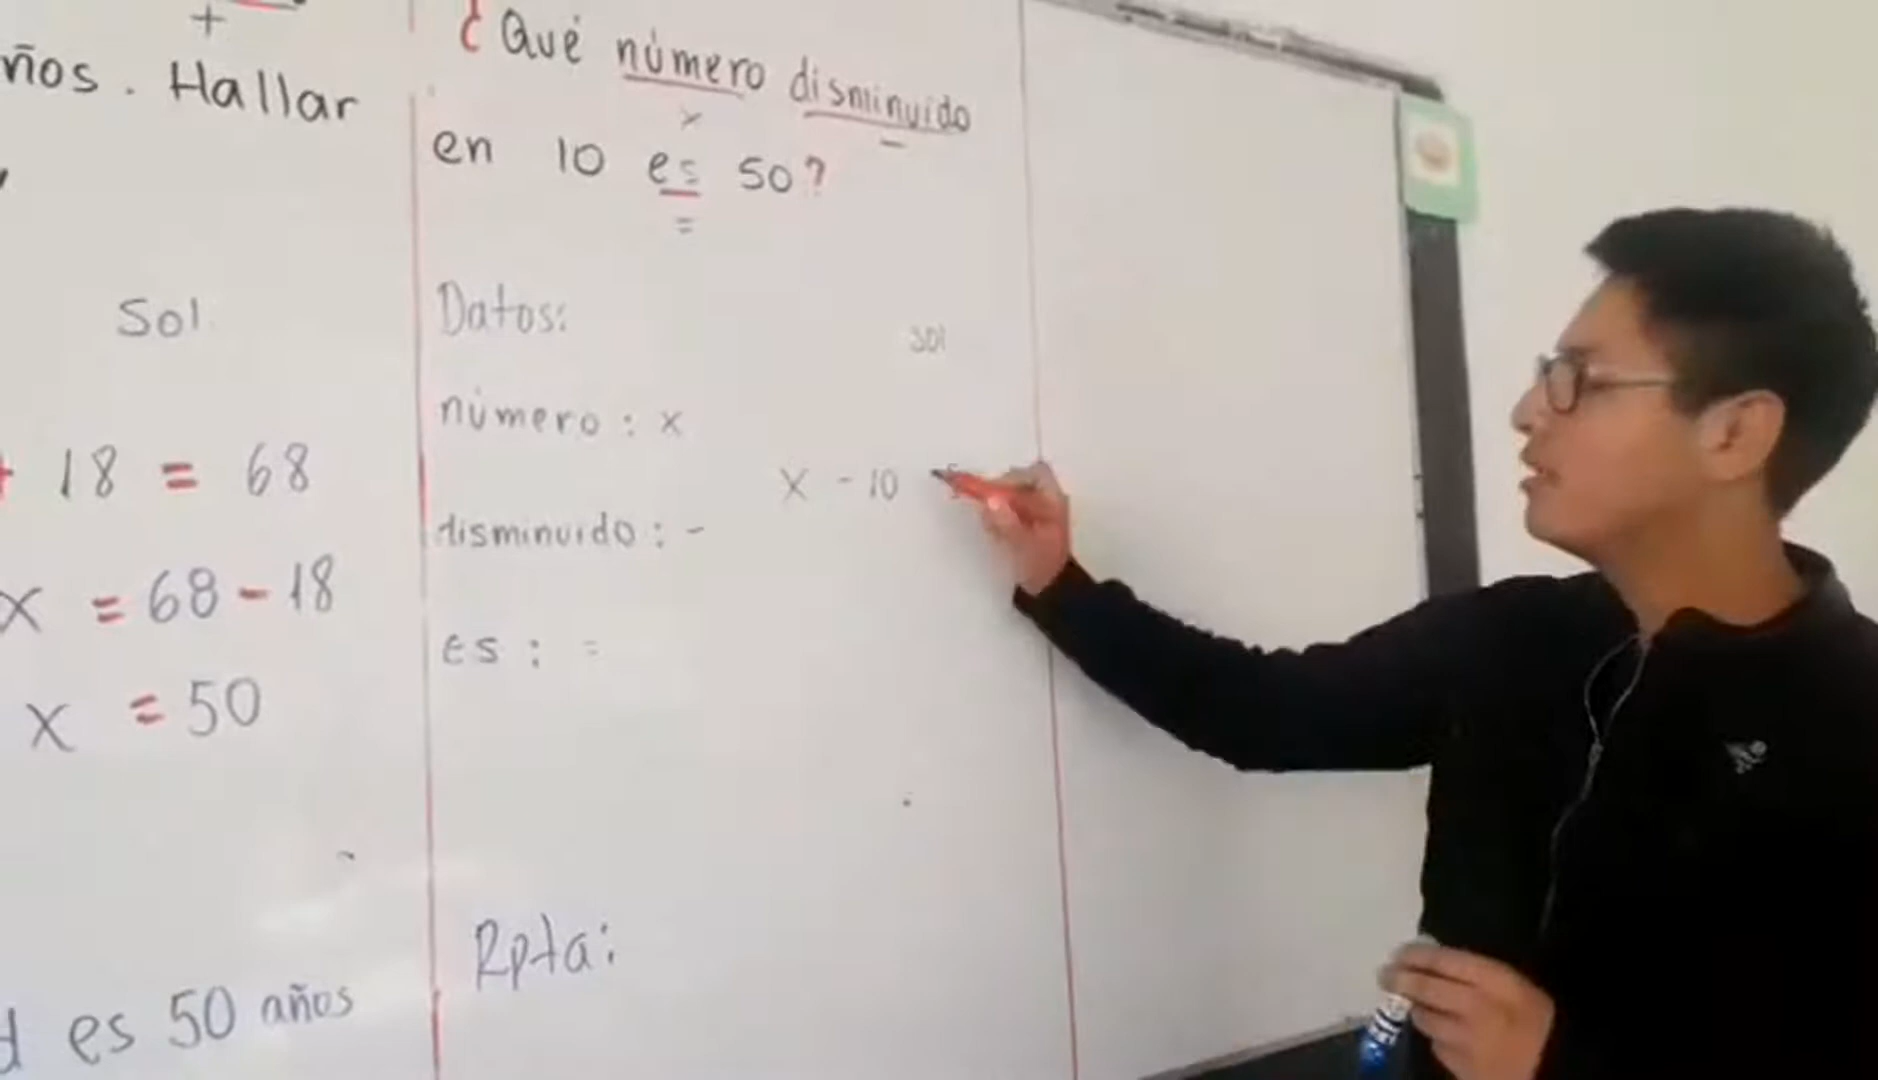 +
ños. Hallar
Sol.
+ 18 = 68
x = 68 - 18
x = 50
es 50 años
¿Qué número disminuido
x -
en 10 es 50?
=
Datos:
sol
número : x
x - 10
disminuido : -
es : =
Rpta: